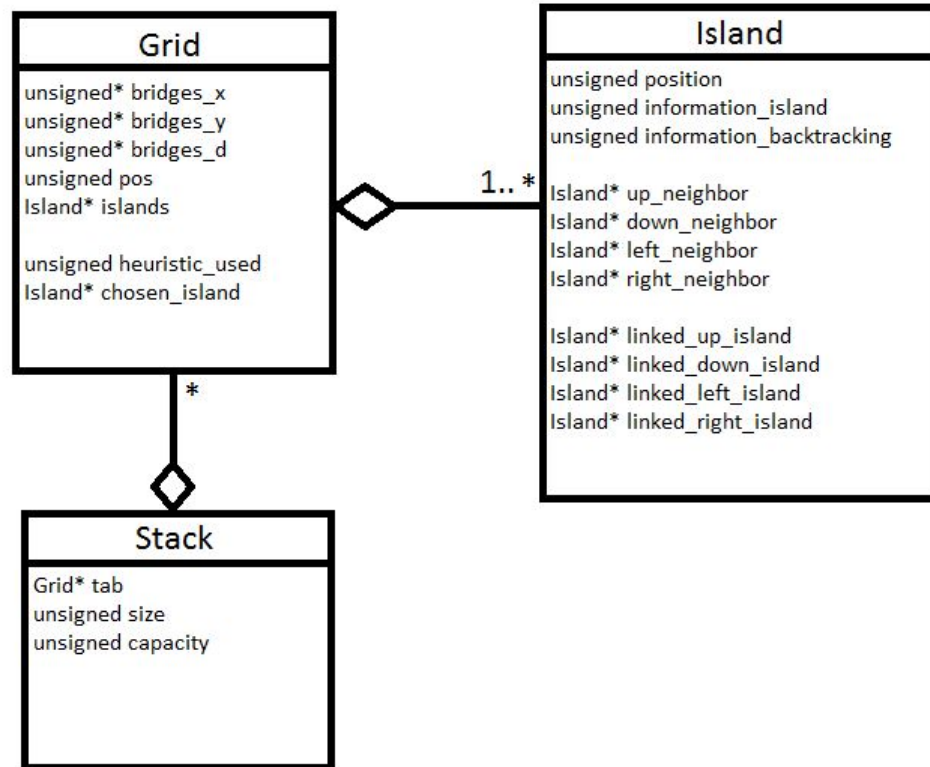 Grid
unsigned* bridges_x
unsigned* bridges_y
unsigned* bridges_d
unsigned pos
Island* islands
unsigned heuristic_used
Island* chosen_island
1.. *
Island
unsigned position
unsigned information_island
unsigned information_backtracking
Island* up_neighbor
Island* down_neighbor
Island* left_neighbor
Island* right_neighbor
Island* linked_up_island
Island* linked_down_island
Island* linked_left_island
Island* linked_right_island
*
Stack
Grid* tab
unsigned size
unsigned capacity